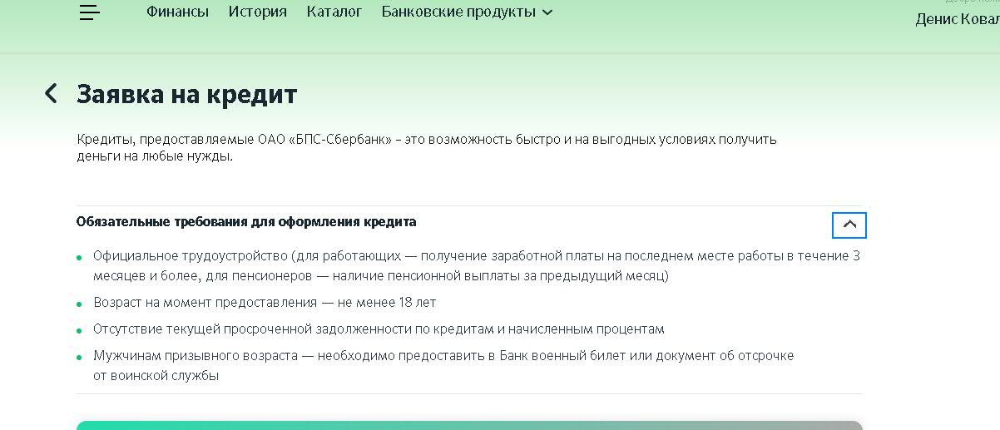 Финансы История Каталог Банковские продукты
Денис
Заявка на кредит
Кредиты, предоставляемые ОАО «БПС-Сбербанк» – это возможность быстро и на выгодных условиях получить
деньги на любые нужды.
Обязательные требования для оформления кредита
Официальное трудоустройство (для работающих — получение заработной платы на последнем месте работы в течение 3
месяцев и более, для пенсионеров — наличие пенсионной выплаты за предыдущий месяц)
Возраст на момент предоставления — не менее 18 лет
Отсутствие текущей просроченной задолженности по кредитам и начисленным процентам
Мужчинам призывного возраста — необходимо предоставить в Банк военный билет или документ об отсрочке
от воинской службы